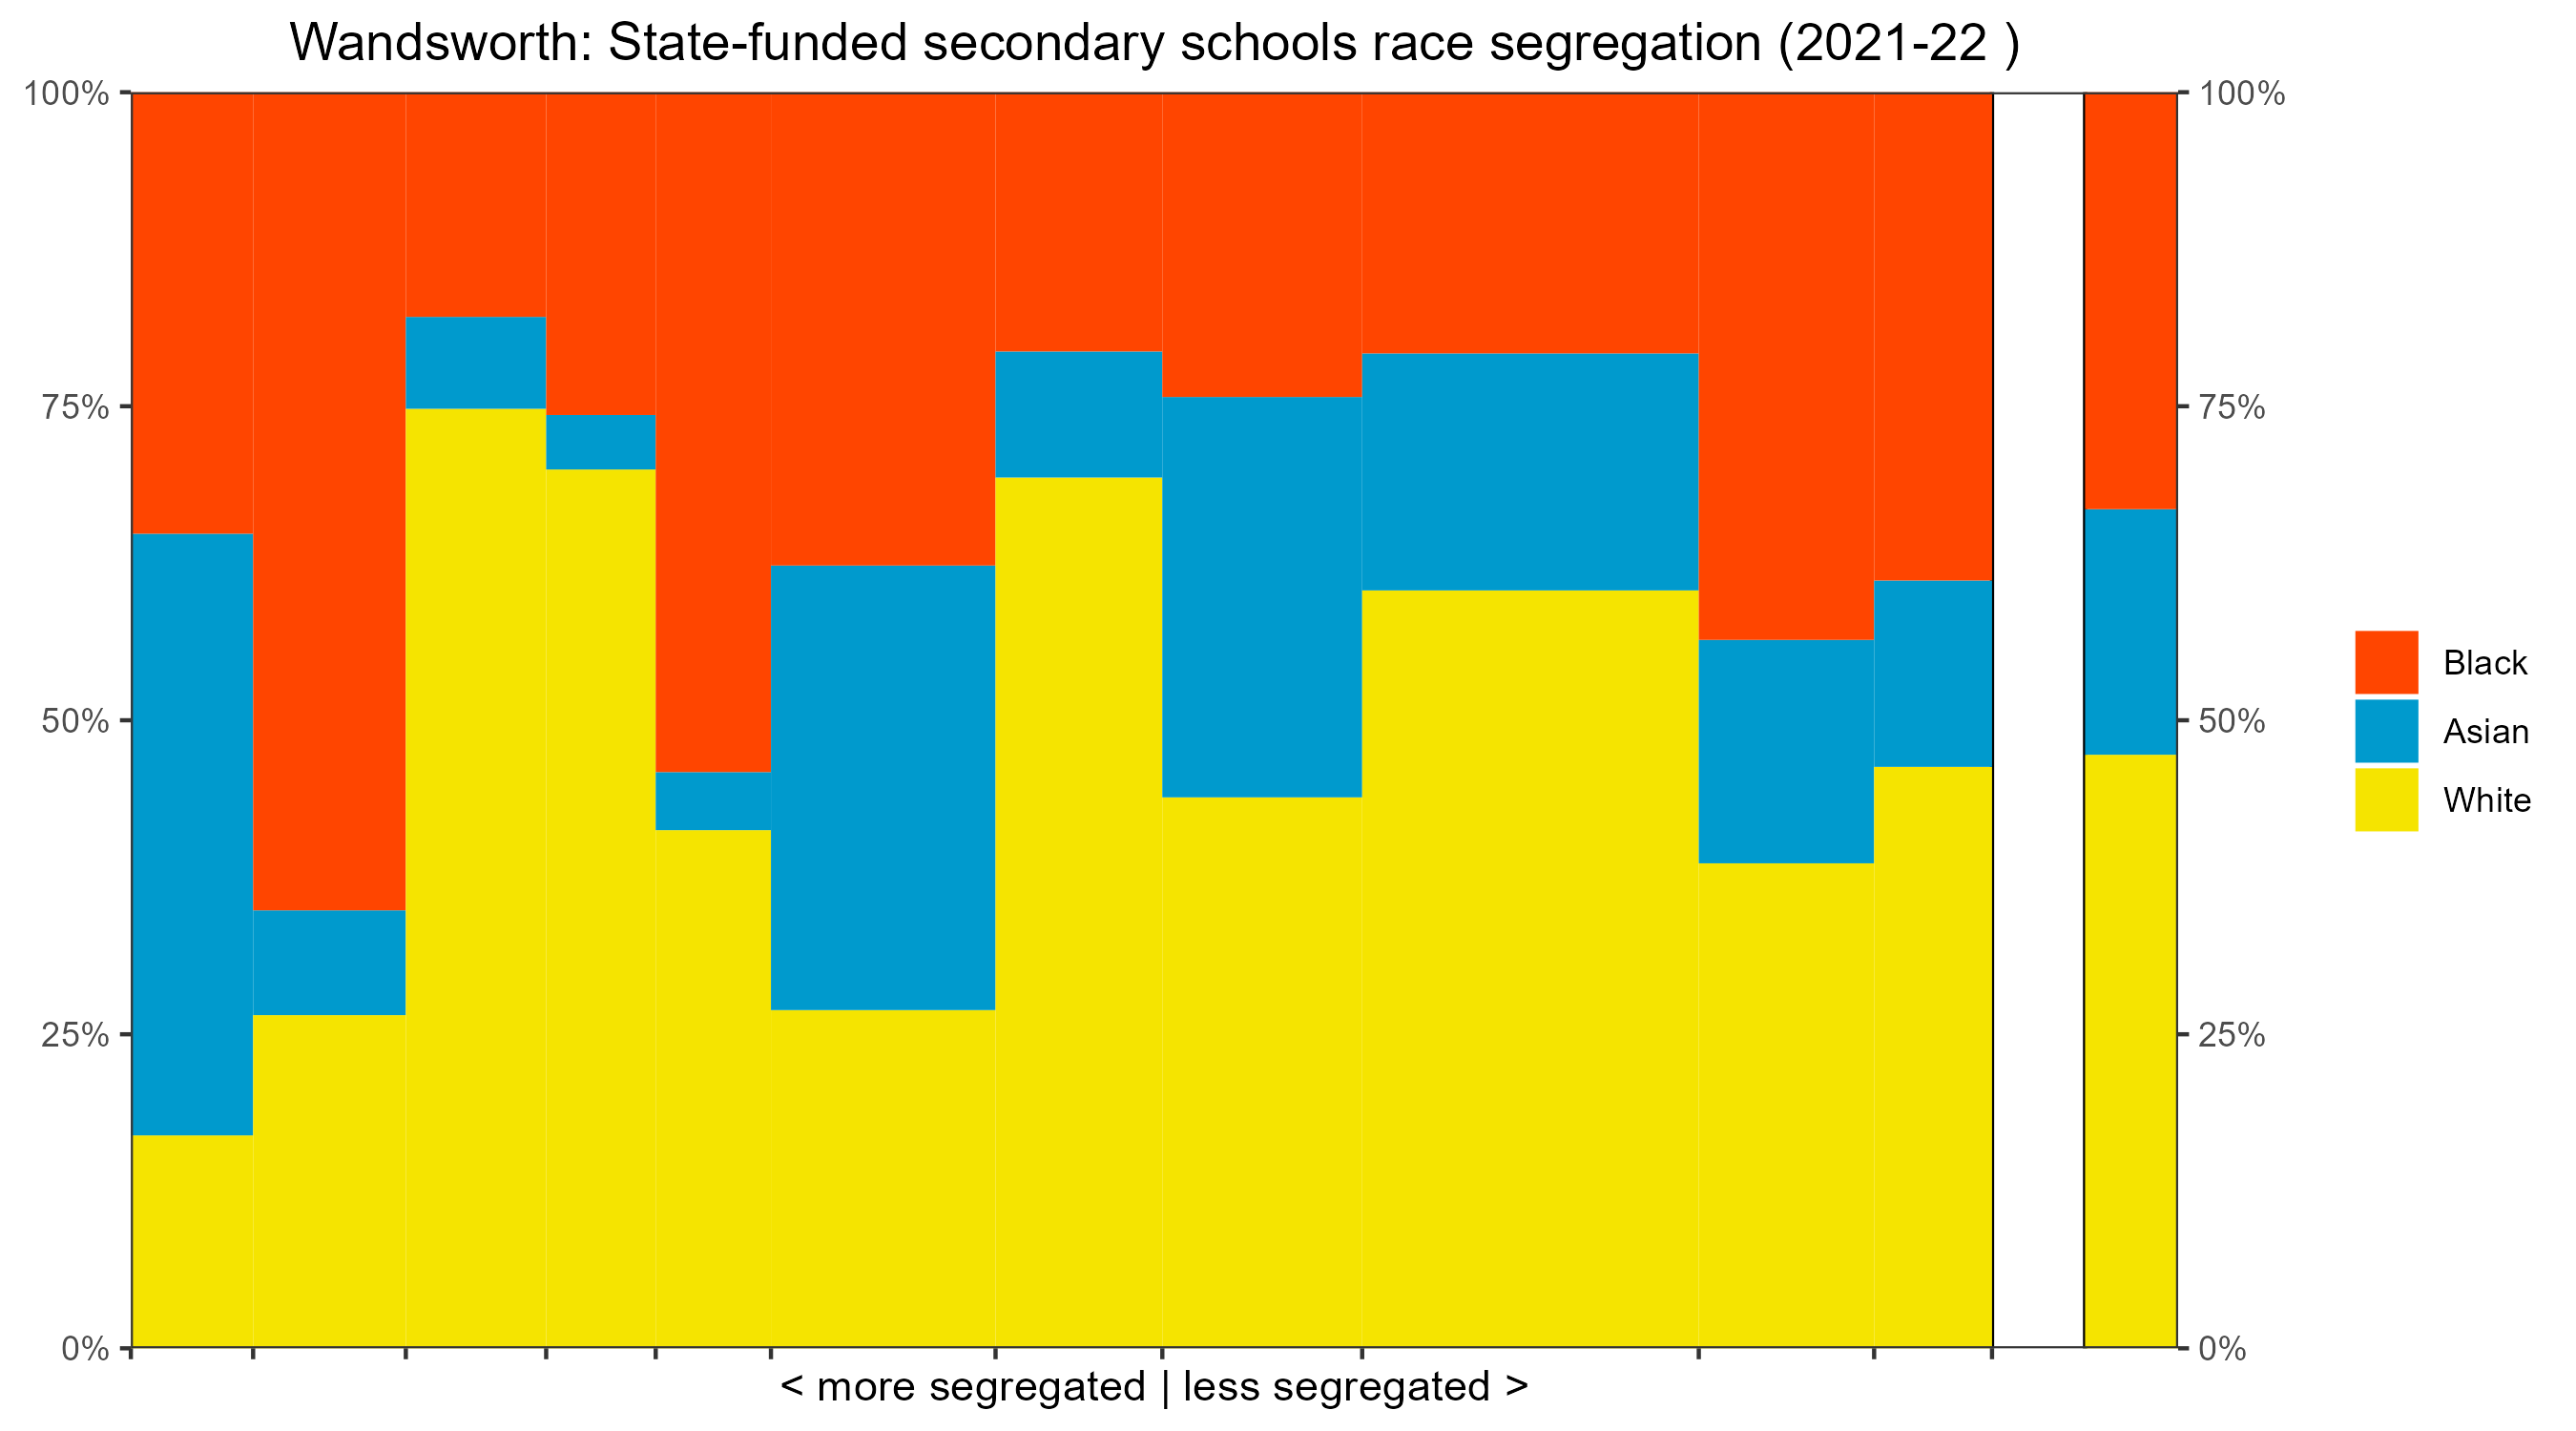 Wandsworth: State-funded secondary schools race segregation (2021-22 )
100%
75%
50%
25%
0%
100%
75%
50%
25%
0%
Black
Asian
White
< more segregated | less segregated >